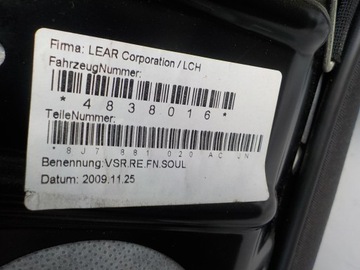 Firma: LEAR Corporation / LCH
FahrzeugNummer:
*4838016*
TeileNummer:
*8J7 881 020 AC UN
Benennung:VSR.RE.FN.SOUL
Datum: 2009.11.25